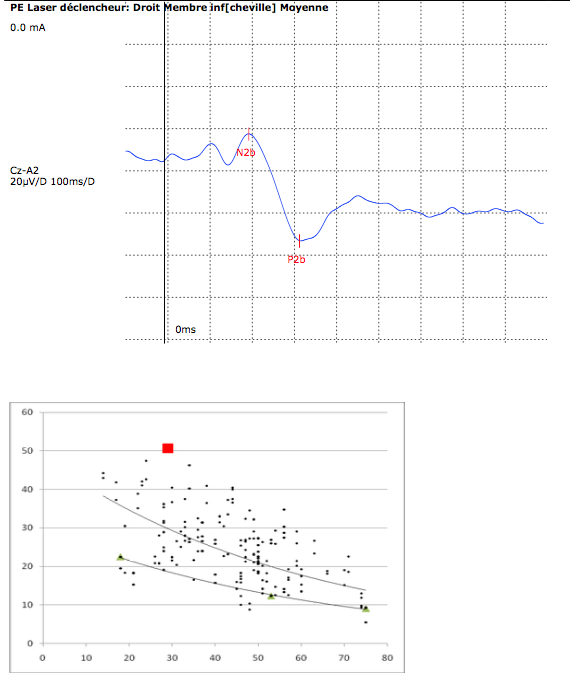 PE Laser déclencheur: Droit Membre inf[cheville] Moyenne
0.0 mA
N2b
Cz-A2
20µV/D 100ms/D
P2b
0ms
60
50
40
30
20
10
0
0 10 20 30 40 50 60 70 80